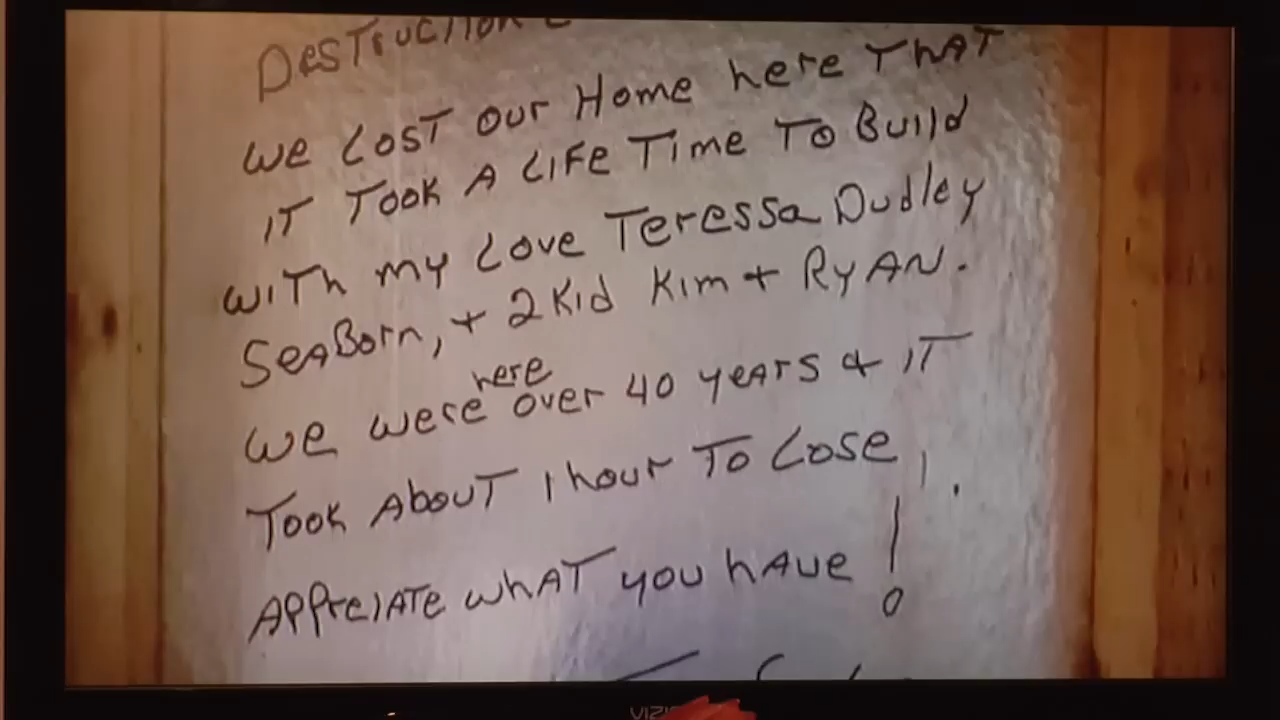 DesTrucTion
we LosT our Home here THAT
iT Took A LiFe Time To Build
wiTh my Love Teressa Dudley
SeaBorn, + 2 Kid Kim + RyAN.
here
we were over 40 years & iT
Took About 1 hour To Lose !
AppreiATe whAT you hAve !
VIZIO